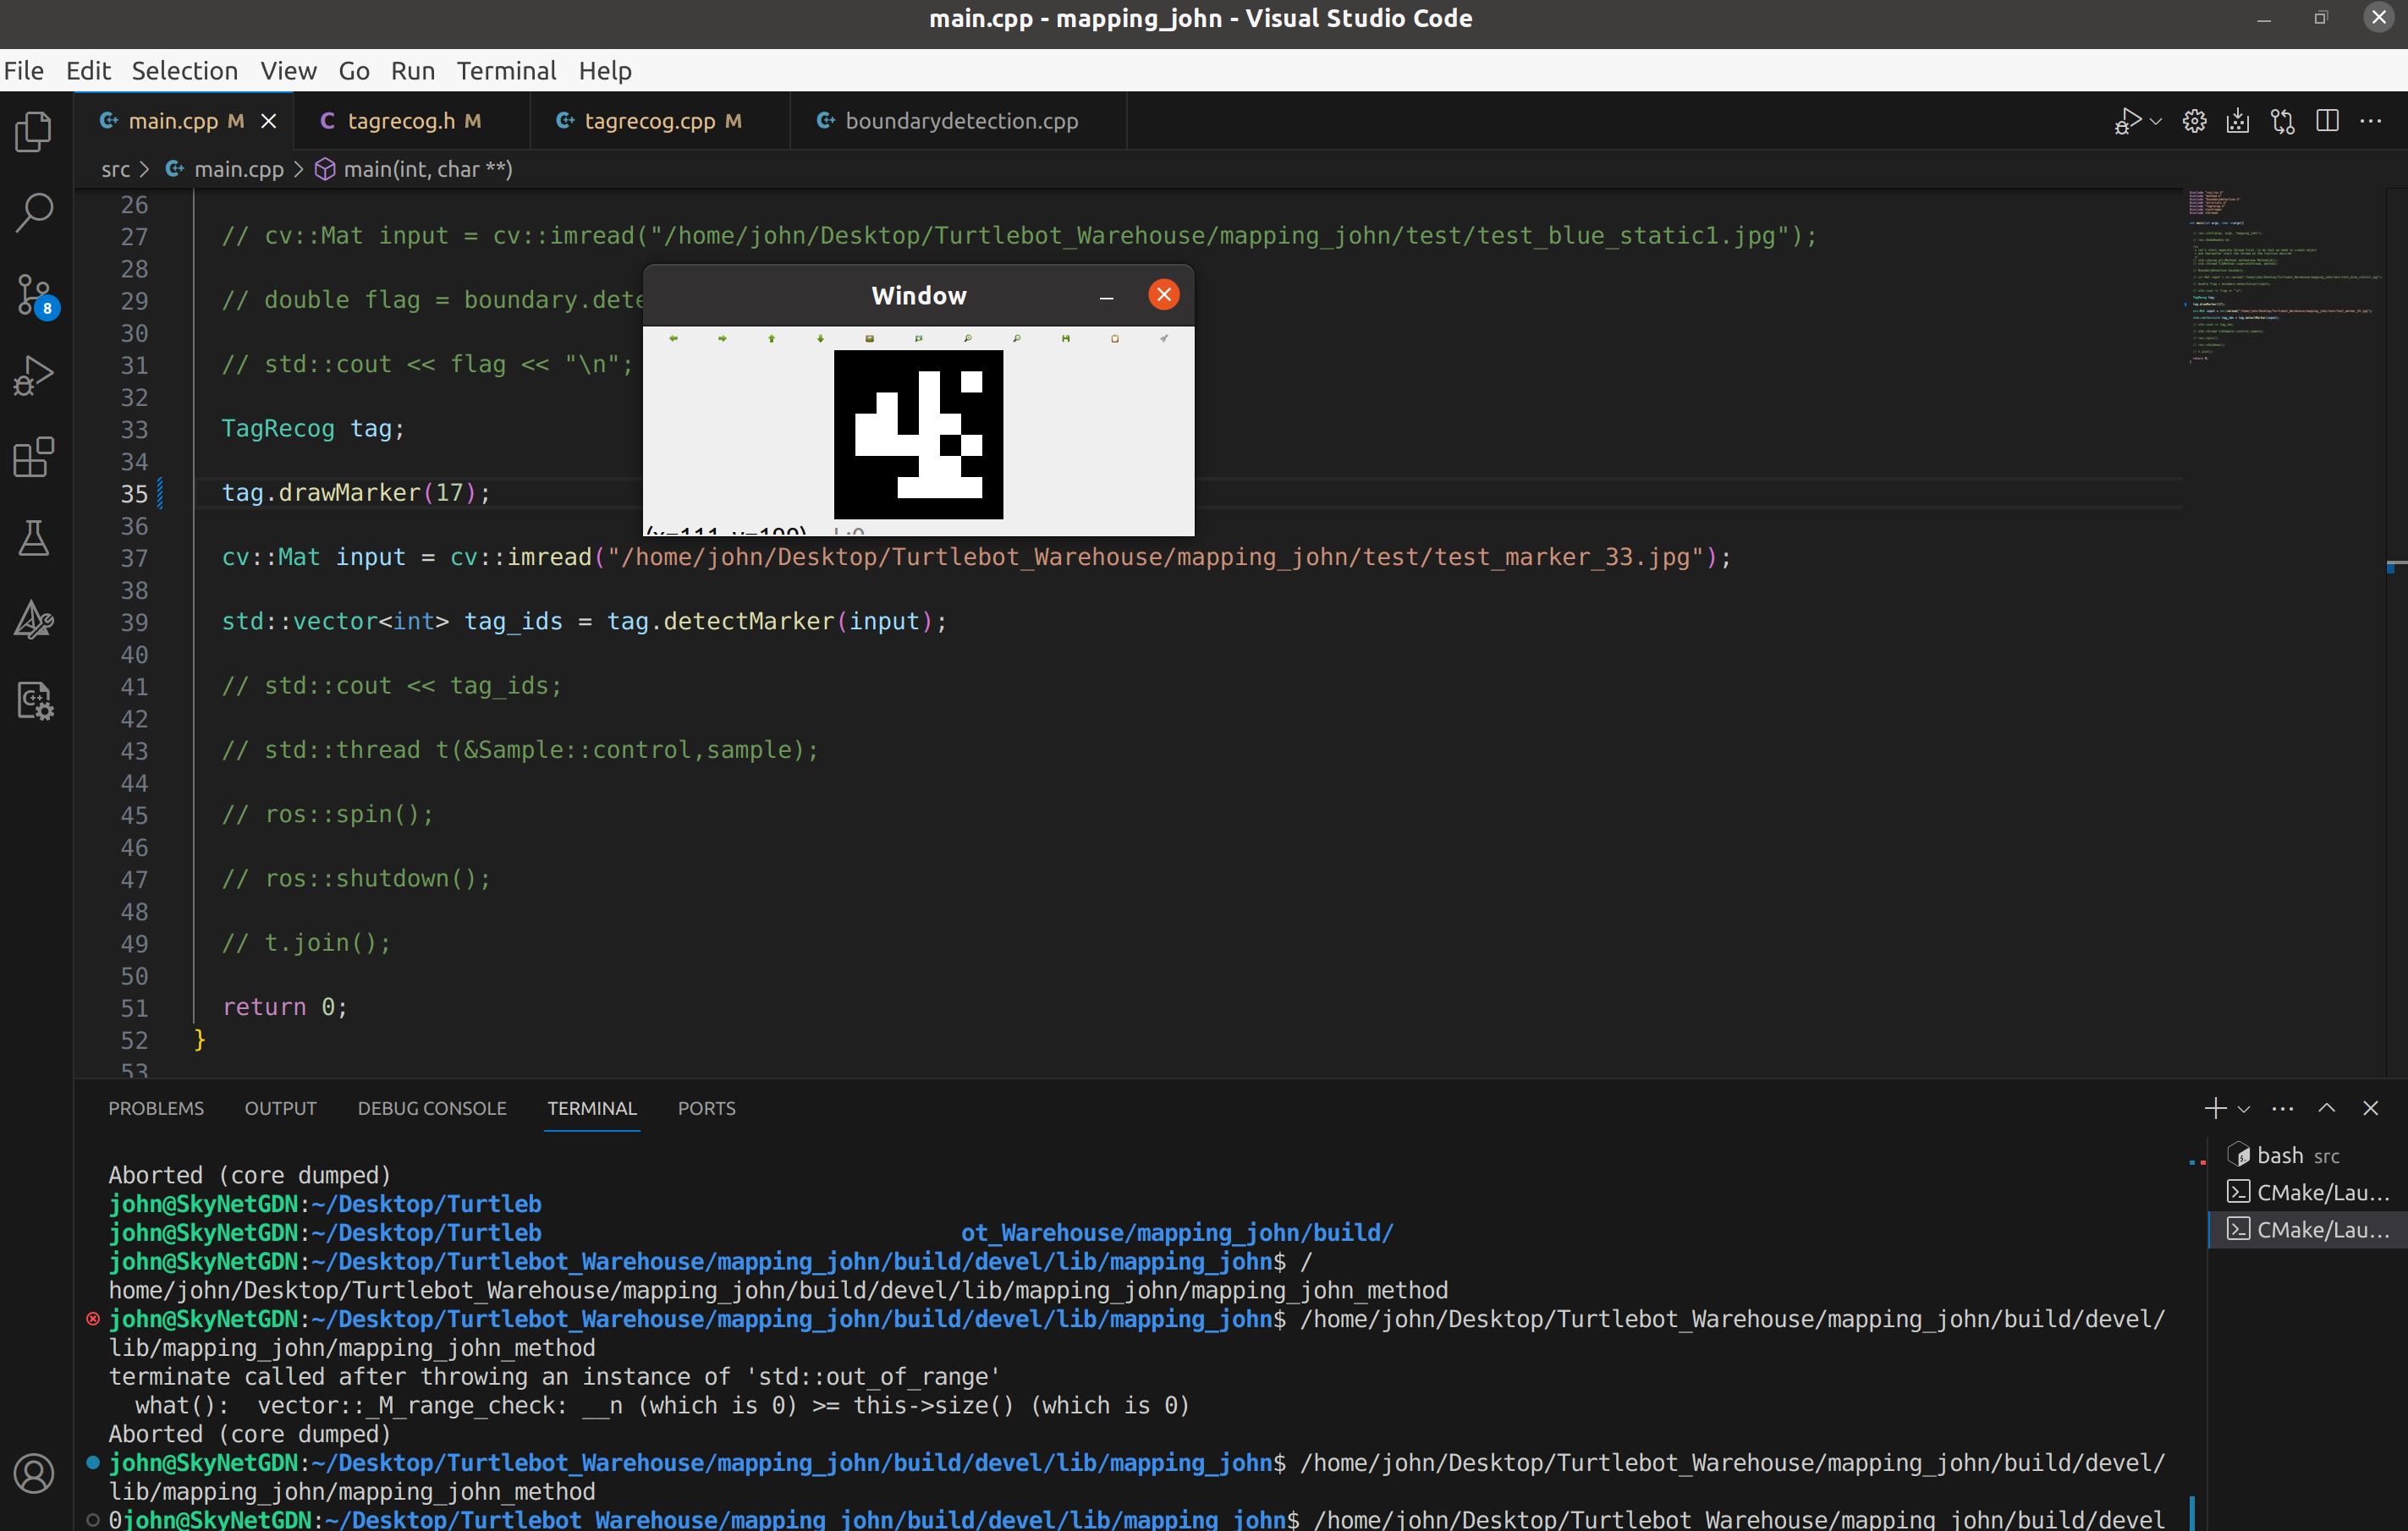 main.cpp - mapping_john - Visual Studio Code
File Edit Selection View Go Run Terminal Help
main.cpp M
tagrecog.h M
tagrecog.cpp M
boundarydetection.cpp
src > main.cpp > main(int, char **)
26
27 // cv::Mat input = cv::imread("/home/john/Desktop/Turtlebot_Warehouse/mapping_john/test/test_blue_static1.jpg");
28
29 // double flag = boundary.dete
30
31 // std::cout << flag << "\n";
32
33 TagRecog tag;
34
35 tag.drawMarker(17);
36
37 cv::Mat input = cv::imread("/home/john/Desktop/Turtlebot_Warehouse/mapping_john/test/test_marker_33.jpg");
38
39 std::vector<int> tag_ids = tag.detectMarker(input);
40
41 // std::cout << tag_ids;
42
43 // std::thread t(&Sample::control,sample);
44
45 // ros::spin();
46
47 // ros::shutdown();
48
49 // t.join();
50
51 return 0;
52 }
53
Window
8
PROBLEMS OUTPUT DEBUG CONSOLE TERMINAL PORTS
Aborted (core dumped)
john@SkyNetGDN:~/Desktop/Turtleb
john@SkyNetGDN:~/Desktop/Turtleb ot_Warehouse/mapping_john/build/
john@SkyNetGDN:~/Desktop/Turtlebot_Warehouse/mapping_john/build/devel/lib/mapping_john$ /
home/john/Desktop/Turtlebot_Warehouse/mapping_john/build/devel/lib/mapping_john/mapping_john_method
john@SkyNetGDN:~/Desktop/Turtlebot_Warehouse/mapping_john/build/devel/lib/mapping_john$ /home/john/Desktop/Turtlebot_Warehouse/mapping_john/build/devel/
lib/mapping_john/mapping_john_method
terminate called after throwing an instance of 'std::out_of_range'
what(): vector::_M_range_check: __n (which is 0) >= this->size() (which is 0)
Aborted (core dumped)
john@SkyNetGDN:~/Desktop/Turtlebot_Warehouse/mapping_john/build/devel/lib/mapping_john$ /home/john/Desktop/Turtlebot_Warehouse/mapping_john/build/devel/
lib/mapping_john/mapping_john_method
0john@SkyNetGDN:~/Desktop/Turtlebot_Warehouse/mapping_john/build/devel/lib/mapping_john$ /home/john/Desktop/Turtlebot_Warehouse/mapping_john/build/devel
bash src
CMake/Lau...
CMake/Lau...